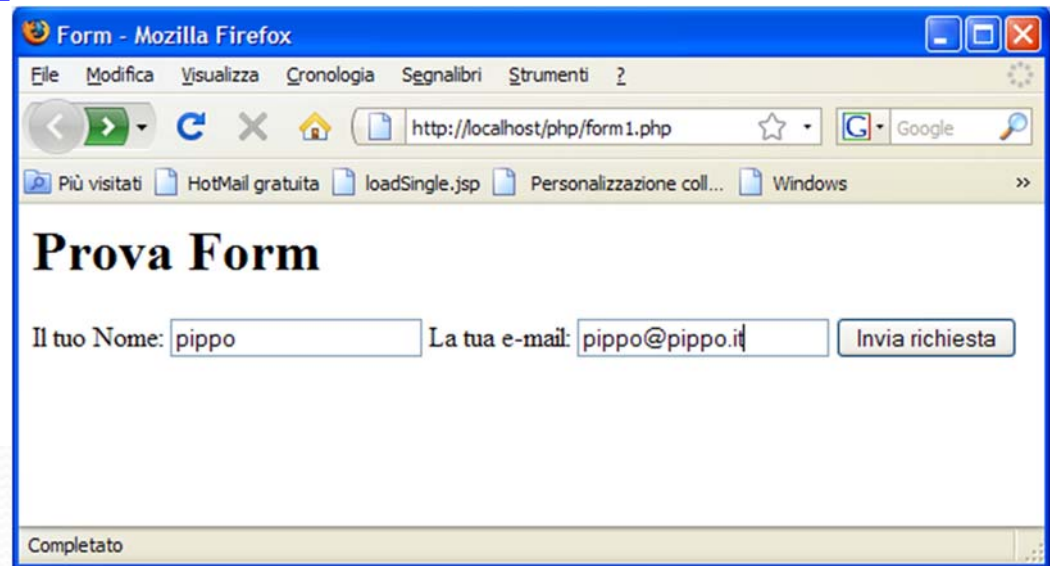 Form - Mozilla Firefox
File Modifica Visualizza Cronologia Segnalibri Strumenti ?
http://localhost/php/form1.php G Google
Più visitati HotMail gratuita loadSingle.jsp Personalizzazione coll... Windows »
Prova Form
Il tuo Nome: pippo La tua e-mail: pippo@pippo.it Invia richiesta
Completato